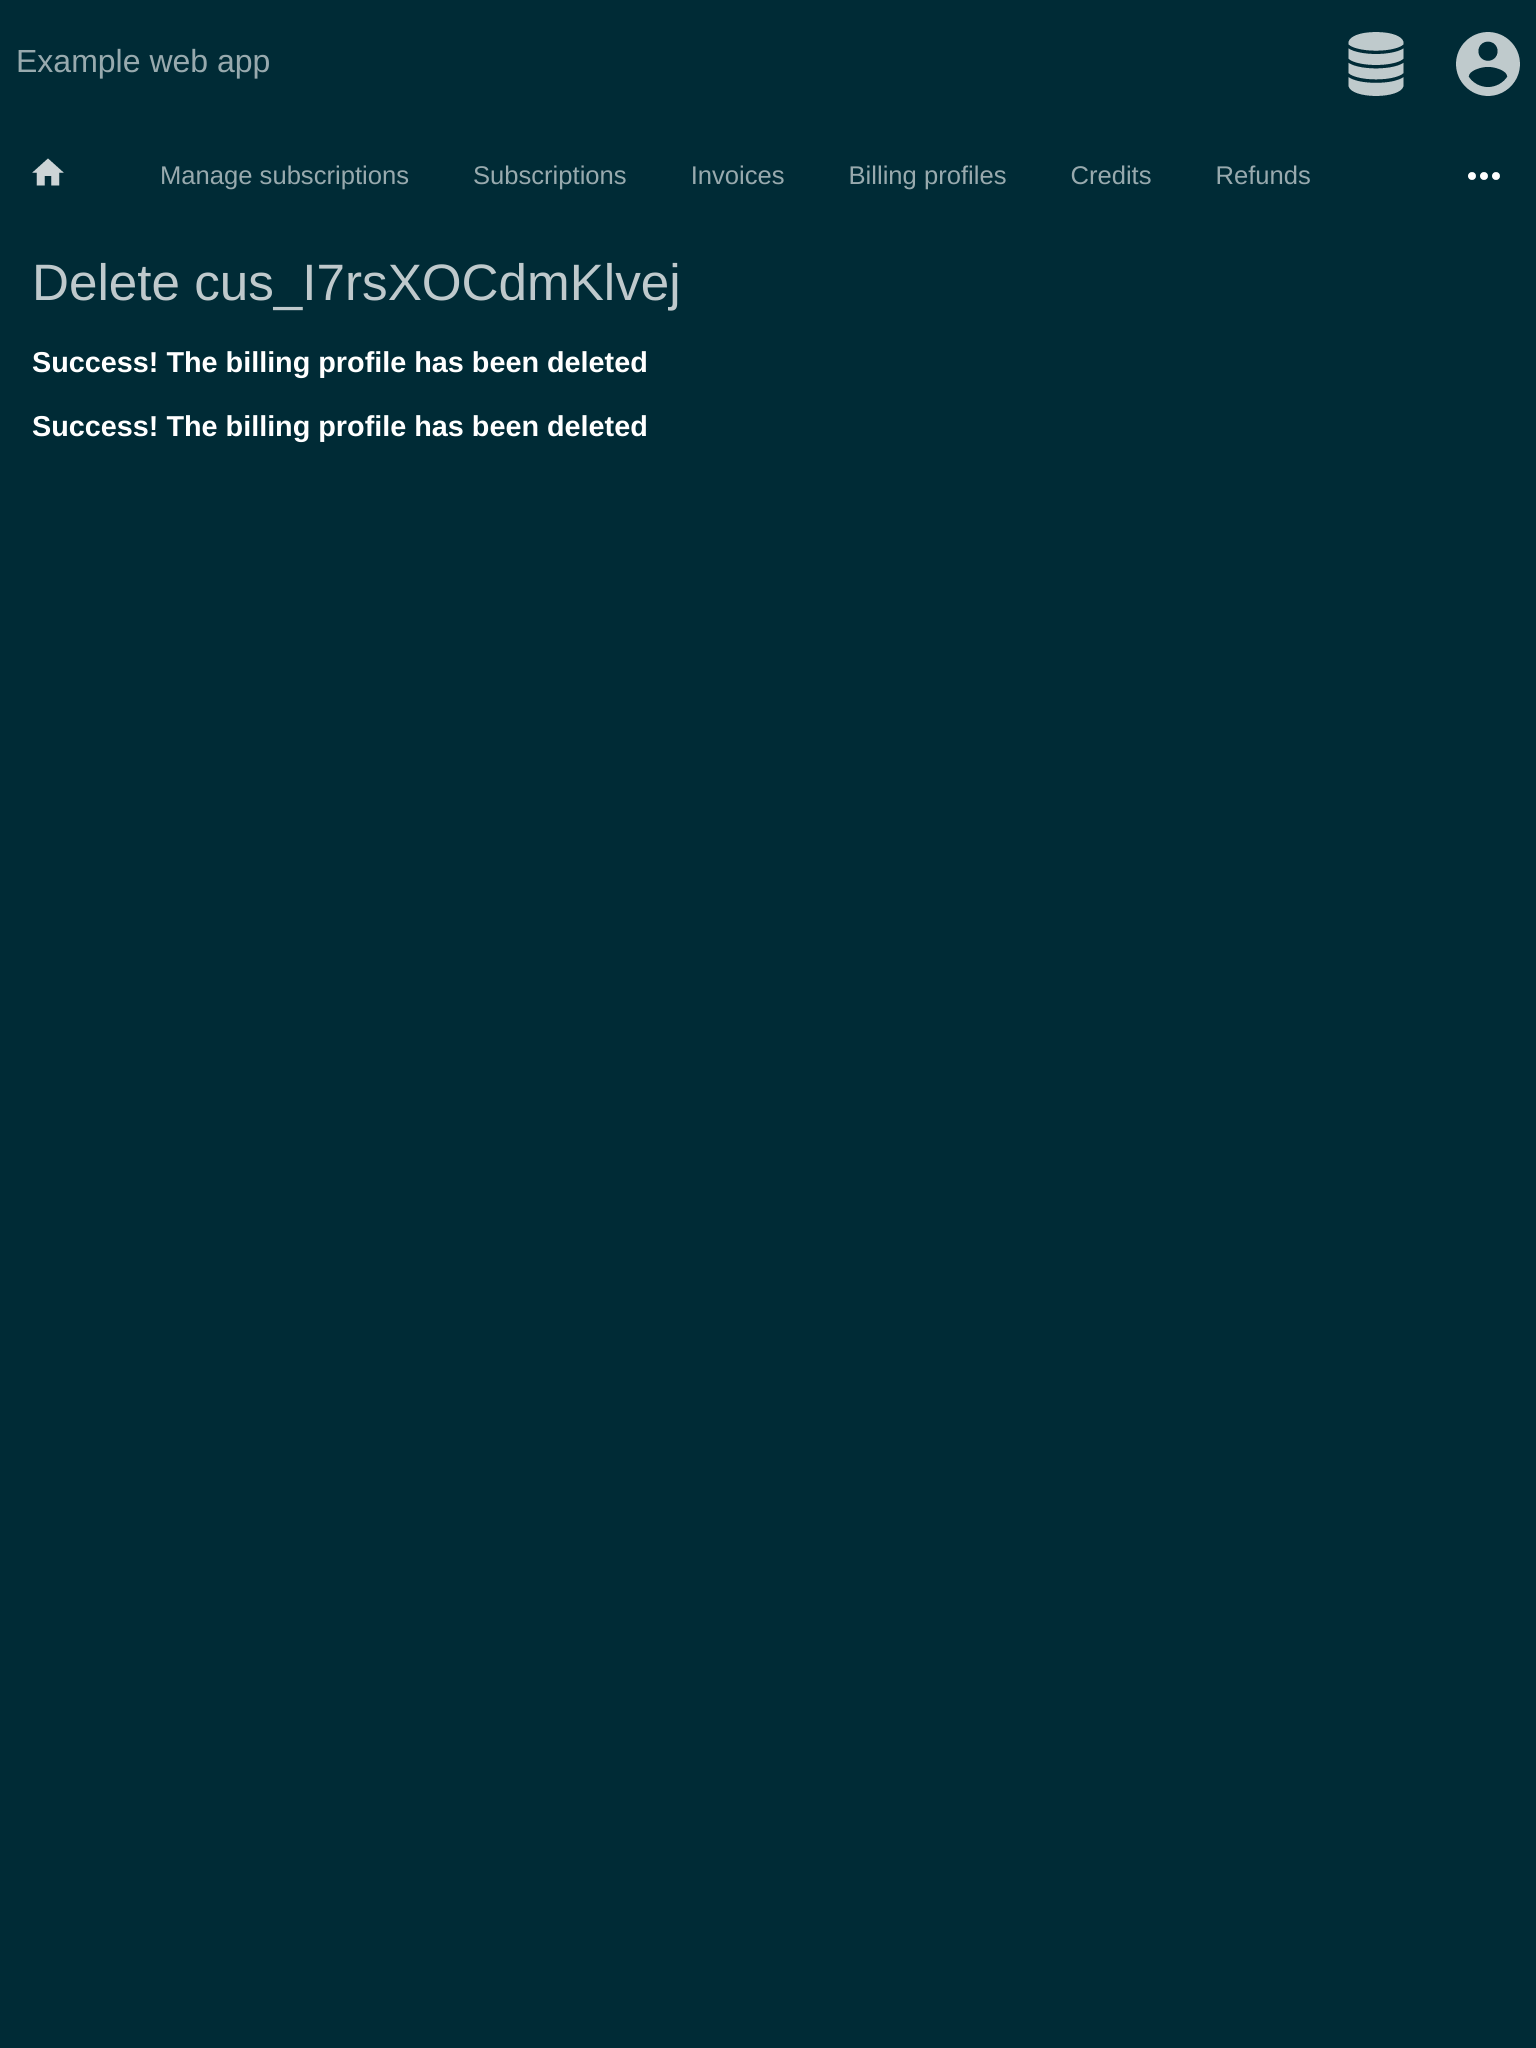 Example web app
Manage subscriptions Subscriptions Invoices Billing profiles Credits Refunds
Delete cus_I7rsXOCdmKlvej
Success! The billing profile has been deleted
Success! The billing profile has been deleted